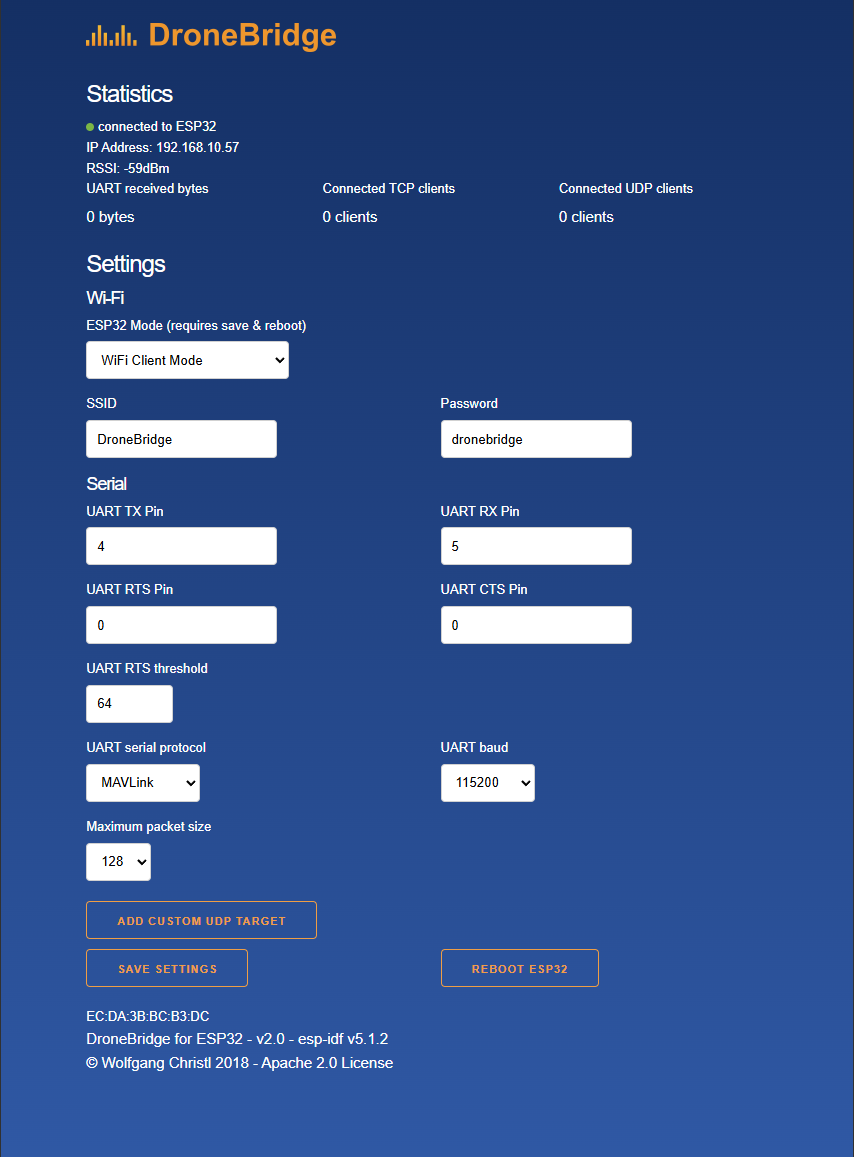 DroneBridge
Statistics
connected to ESP32
IP Address: 192.168.10.57
RSSI: -59dBm
UART received bytes Connected TCP clients Connected UDP clients
0 bytes 0 clients 0 clients
Settings
Wi-Fi
ESP32 Mode (requires save & reboot)
WiFi Client Mode
SSID Password
DroneBridge dronebridge
Serial
UART TX Pin UART RX Pin
4 5
UART RTS Pin UART CTS Pin
0 0
UART RTS threshold
64
UART serial protocol UART baud
MAVLink 115200
Maximum packet size
128
ADD CUSTOM UDP TARGET
SAVE SETTINGS REBOOT ESP32
EC:DA:3B:BC:B3:DC
DroneBridge for ESP32 - v2.0 - esp-idf v5.1.2
© Wolfgang Christl 2018 - Apache 2.0 License